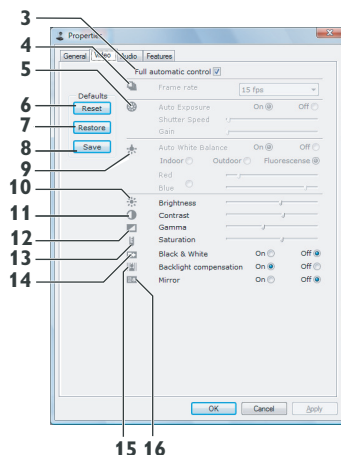 3
4
5
6
7
8
9
10
11
12
13
14
15 16
Properties
General Video Audio Features
Full automatic control
Defaults
Reset
Restore
Save
Frame rate 15 fps
Auto Exposure On Off
Shutter Speed
Gain
Auto White Balance On Off
Indoor Outdoor Fluorescense
Red
Blue
Brightness
Contrast
Gamma
Saturation
Black & White On Off
Backlight compensation On Off
Mirror On Off
OK Cancel Apply